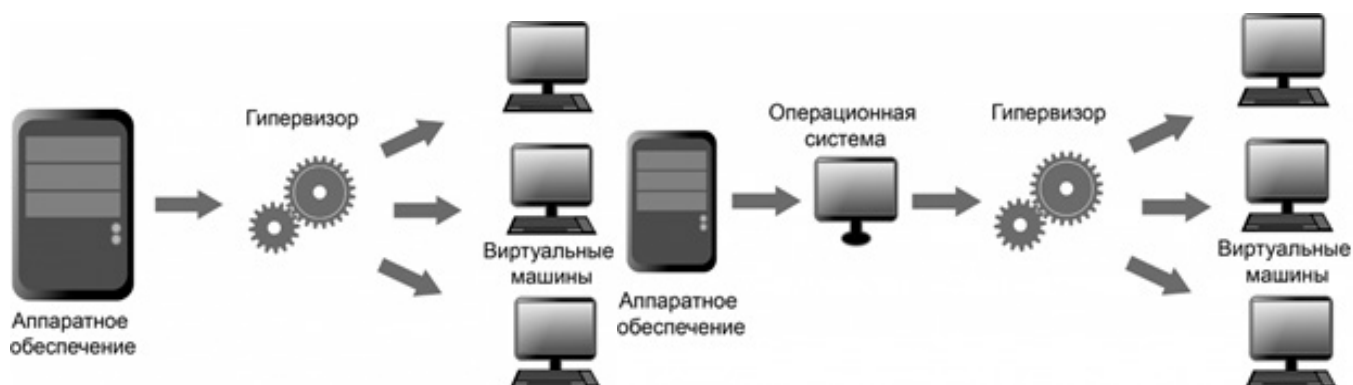 Гипервизор
Виртуальные
машины
Аппаратное
обеспечение
Операционная
система
Гипервизор
Виртуальные
машины
Аппаратное
обеспечение